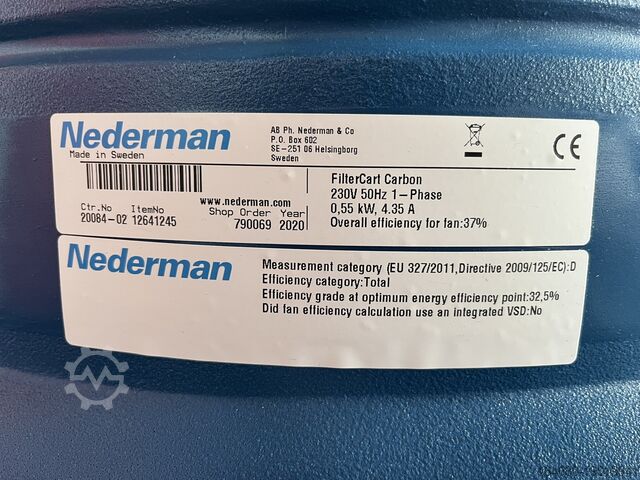 Nederman
Made in Sweden
AB Ph. Nederman & Co
P.O. Box 602
SE-251 06 Helsingborg
Sweden
CE
www.nederman.com
Ctr.No ItemNo Shop Order Year
20084-02 12641245 790069 2020
FilterCart Carbon
230V 50Hz 1-Phase
0,55 kW, 4.35 A
Overall efficiency for fan:37%
Nederman
Measurement category (EU 327/2011,Directive 2009/125/EC):D
Efficiency category:Total
Efficiency grade at optimum energy efficiency point:32,5%
Did fan efficiency calculation use an integrated VSD:No